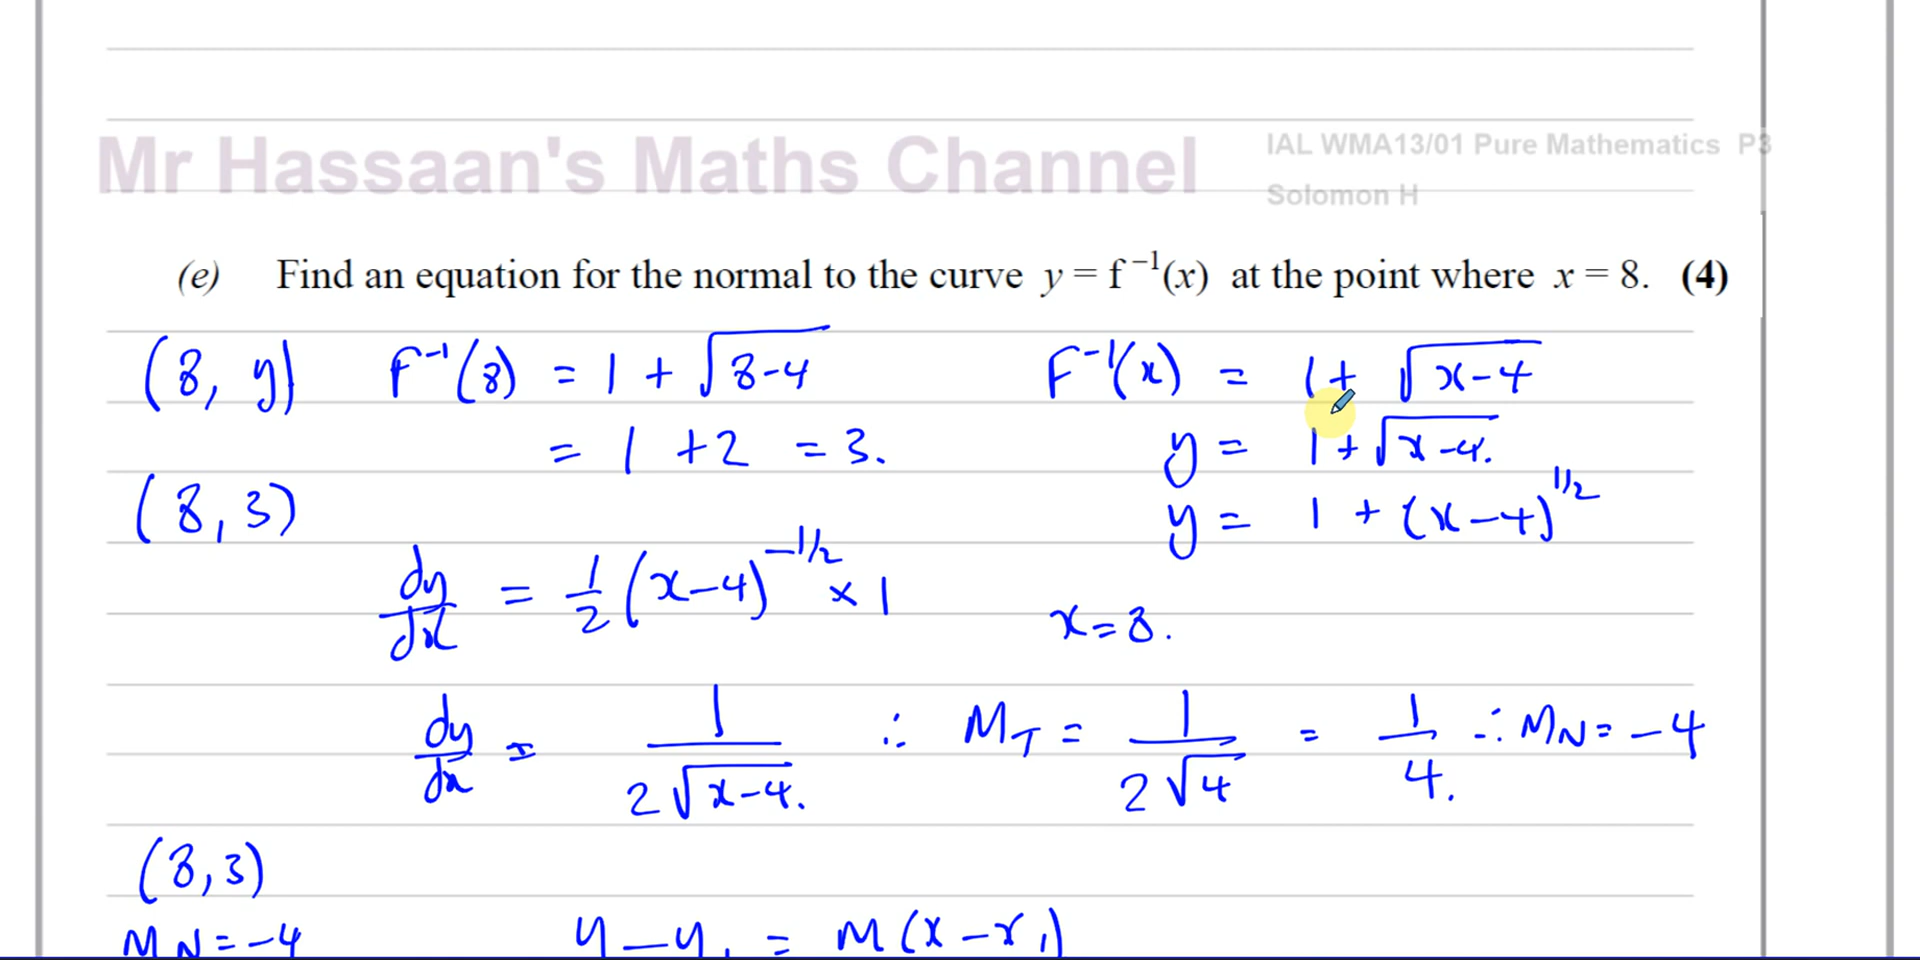 Mr Hassaan's Maths Channel
IAL WMA13/01 Pure Mathematics P3
Solomon H
(e) Find an equation for the normal to the curve y = f⁻¹(x) at the point where x = 8. (4)
(8, y) F⁻¹(8) = 1 + √(8-4)
F⁻¹(x) = 1 + √(x-4)
= 1 + 2 = 3.
y = 1 + √(x-4).
(8, 3)
y = 1 + (x-4)^1/2
dy/dx = 1/2 (x-4)^-1/2 × 1
x = 8.
dy/dx = 1/(2√(x-4)). ∴ M_T = 1/(2√4) = 1/4. ∴ M_N = -4
(8, 3)
M_N = -4
y - y₁ = M(x - x₁)